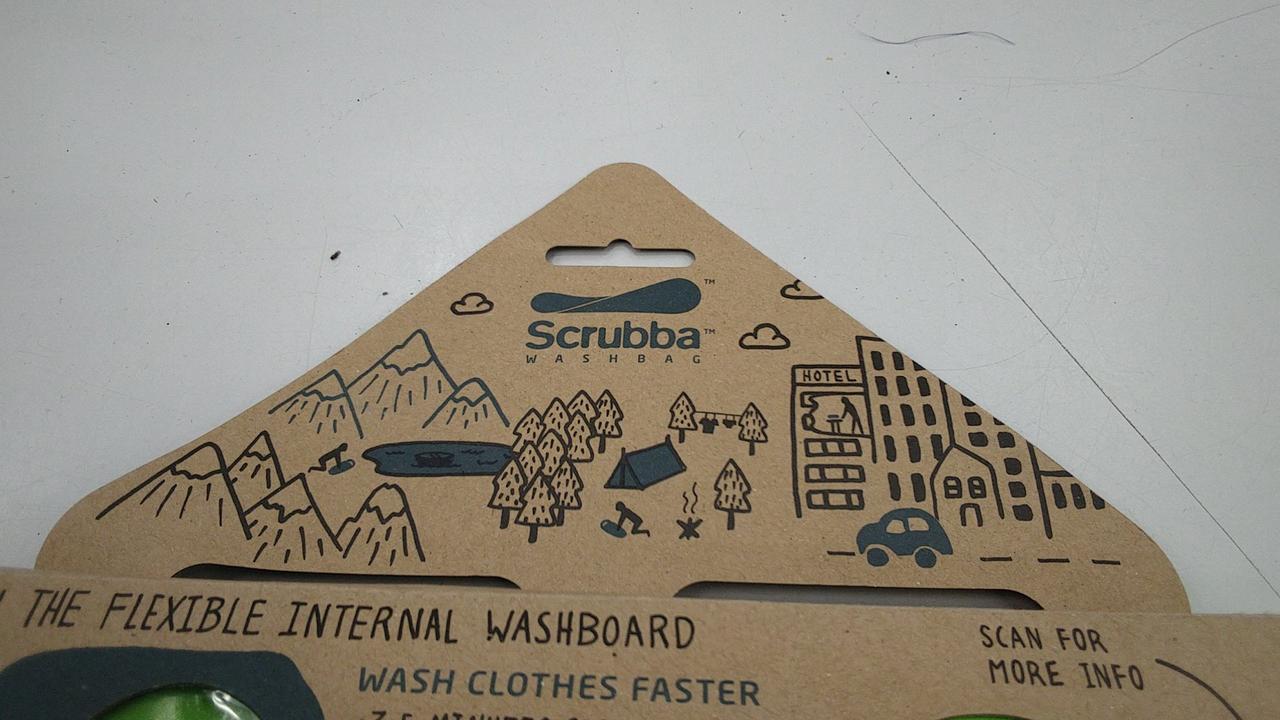 Scrubba™
WASHBAG
HOTEL
THE FLEXIBLE INTERNAL WASHBOARD
SCAN FOR
MORE INFO
WASH CLOTHES FASTER